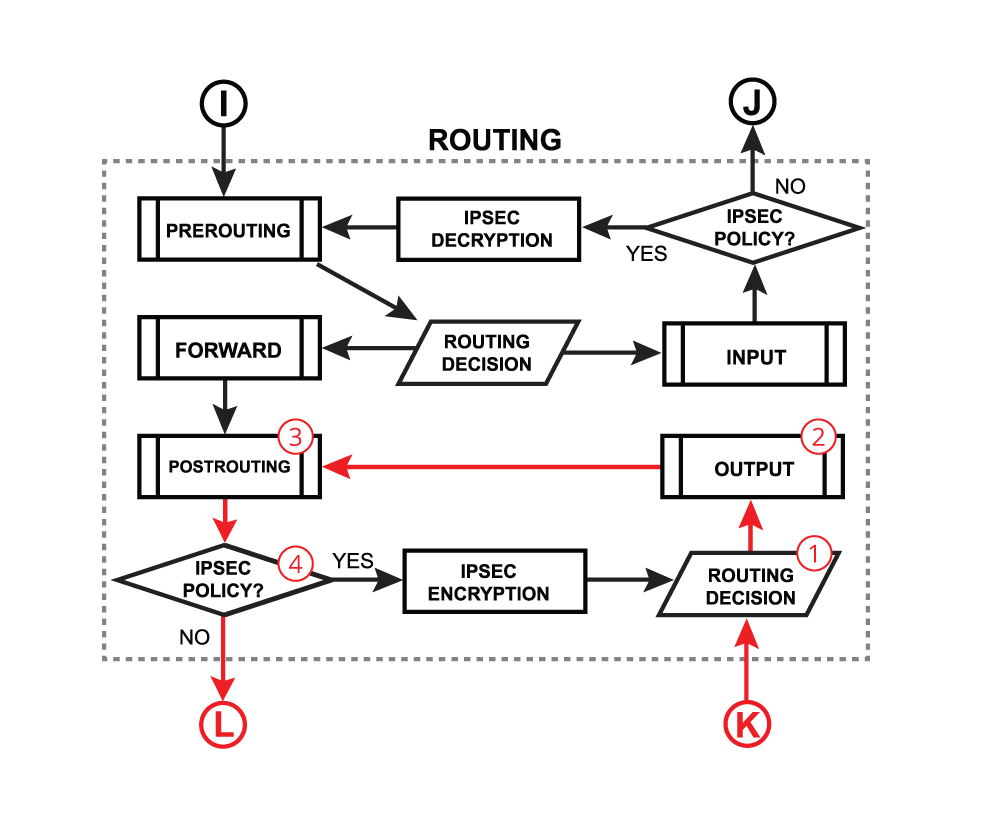 I
J
ROUTING
NO
PREROUTING
IPSEC
DECRYPTION
IPSEC
POLICY?
YES
FORWARD
ROUTING
DECISION
INPUT
3
2
POSTROUTING
OUTPUT
4
YES
1
IPSEC
POLICY?
IPSEC
ENCRYPTION
ROUTING
DECISION
NO
L
K